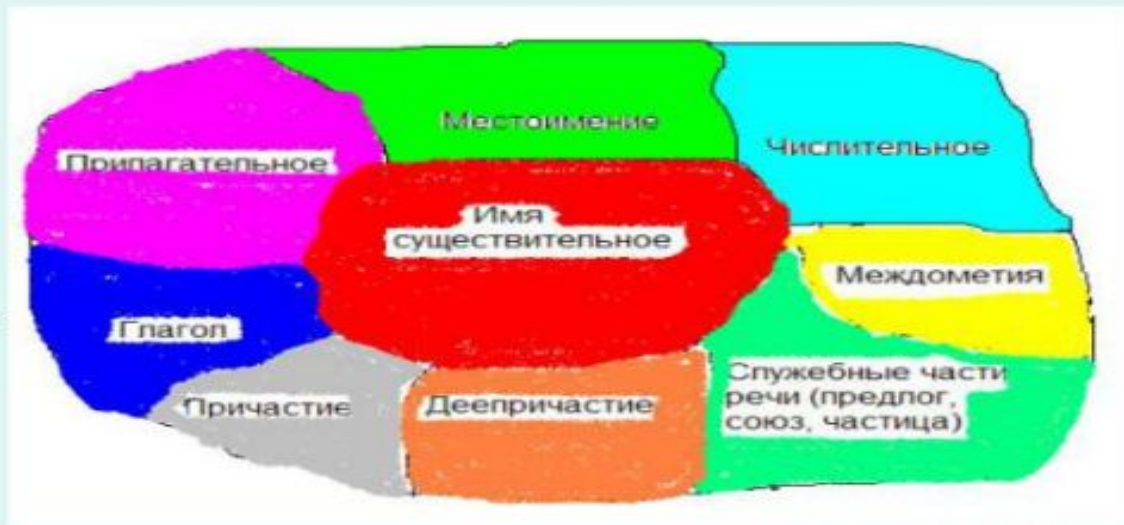 Местоимение
Числительное
Прилагательное
Имя
существительное
Междометия
Глагол
Служебные части
речи (предлог,
союз, частица)
Причастие
Деепричастие